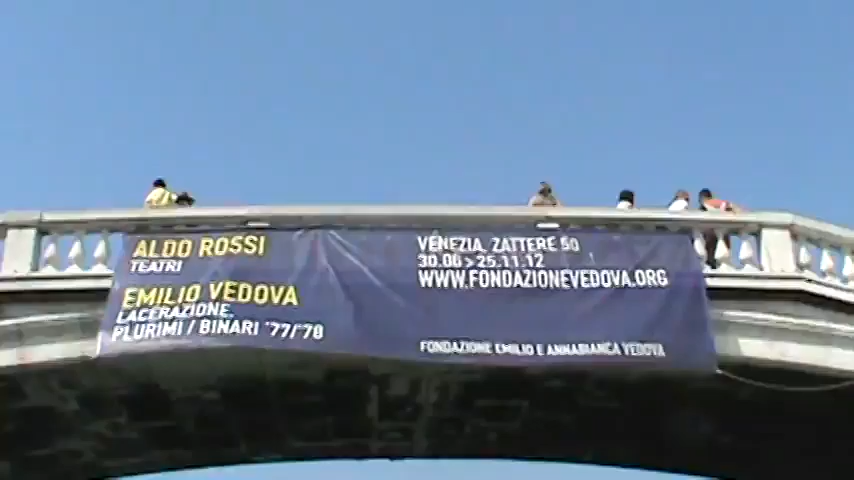 ALDO ROSSI
TEATRI
EMILIO VEDOVA
LACERAZIONE.
PLURIMI / BINARI '77/'78
VENEZIA, ZATTERE 50
30.06>25.11.12
WWW.FONDAZIONEVEDOVA.ORG
FONDAZIONE EMILIO E ANNABIANCA VEDOVA